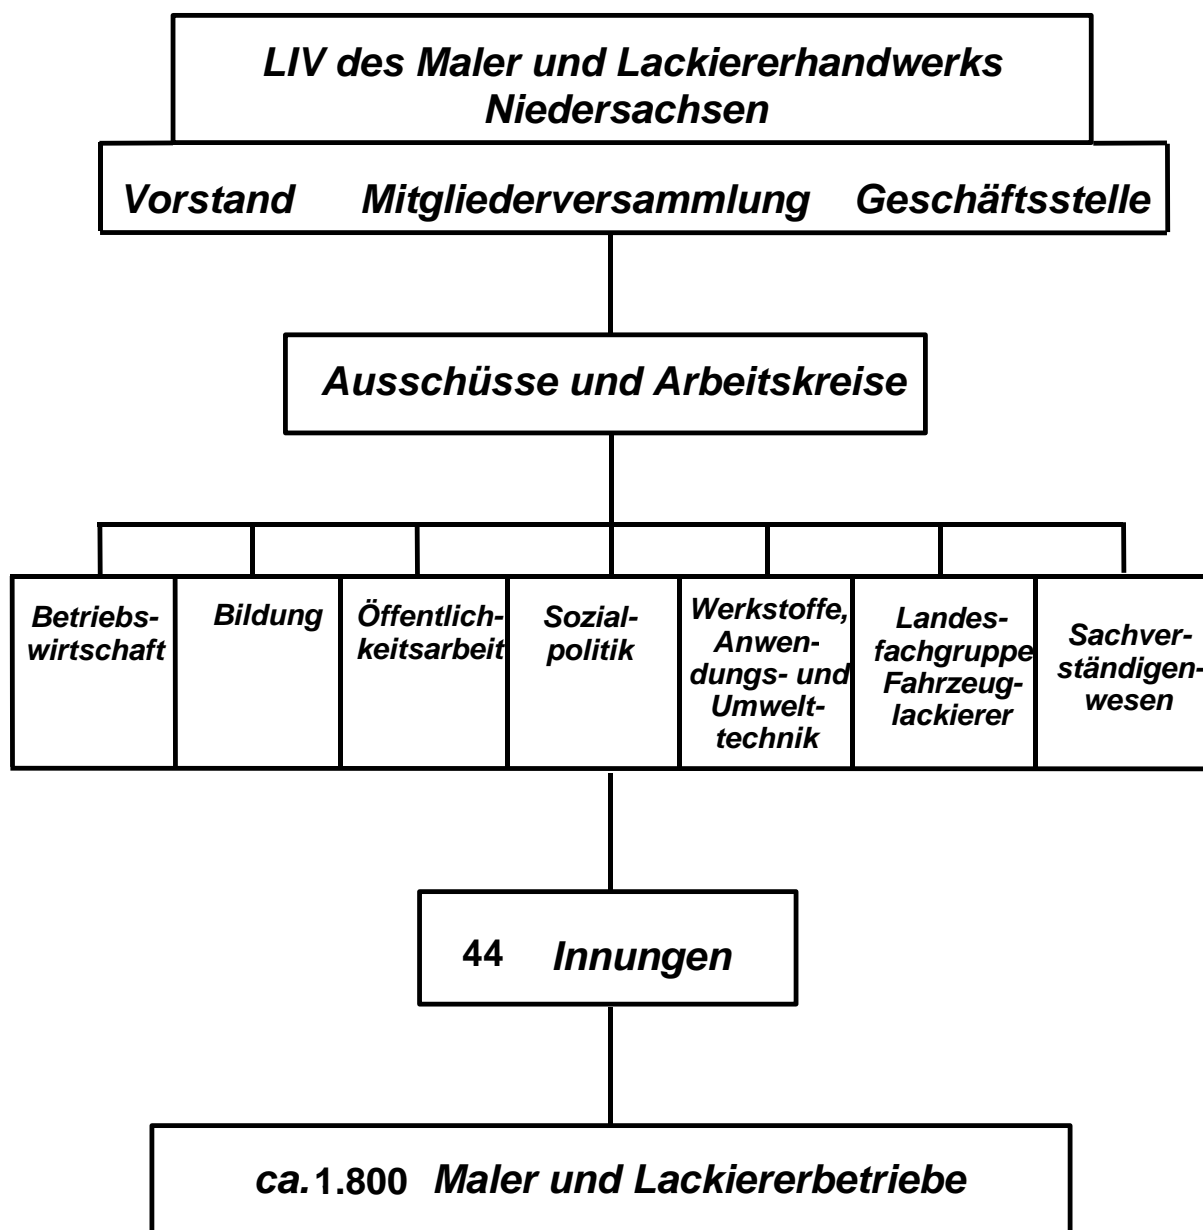 LIV des Maler und Lackiererhandwerks
Niedersachsen
Vorstand Mitgliederversammlung Geschäftsstelle
Ausschüsse und Arbeitskreise
Betriebs-
wirtschaft
Bildung
Öffentlich-
keitsarbeit
Sozial-
politik
Werkstoffe,
Anwen-
dungs- und
Umwelt-
technik
Landes-
fachgruppe
Fahrzeug-
lackierer
Sachver-
ständigen-
wesen
44 Innungen
ca. 1.800 Maler und Lackiererbetriebe